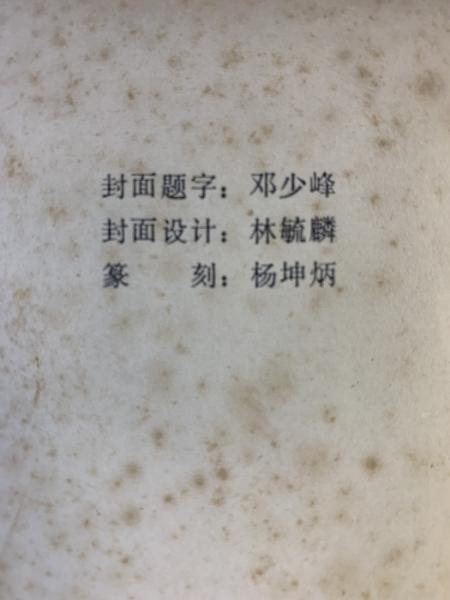 封面题字：邓少峰
封面设计：林毓麟
篆　　刻：杨坤炳